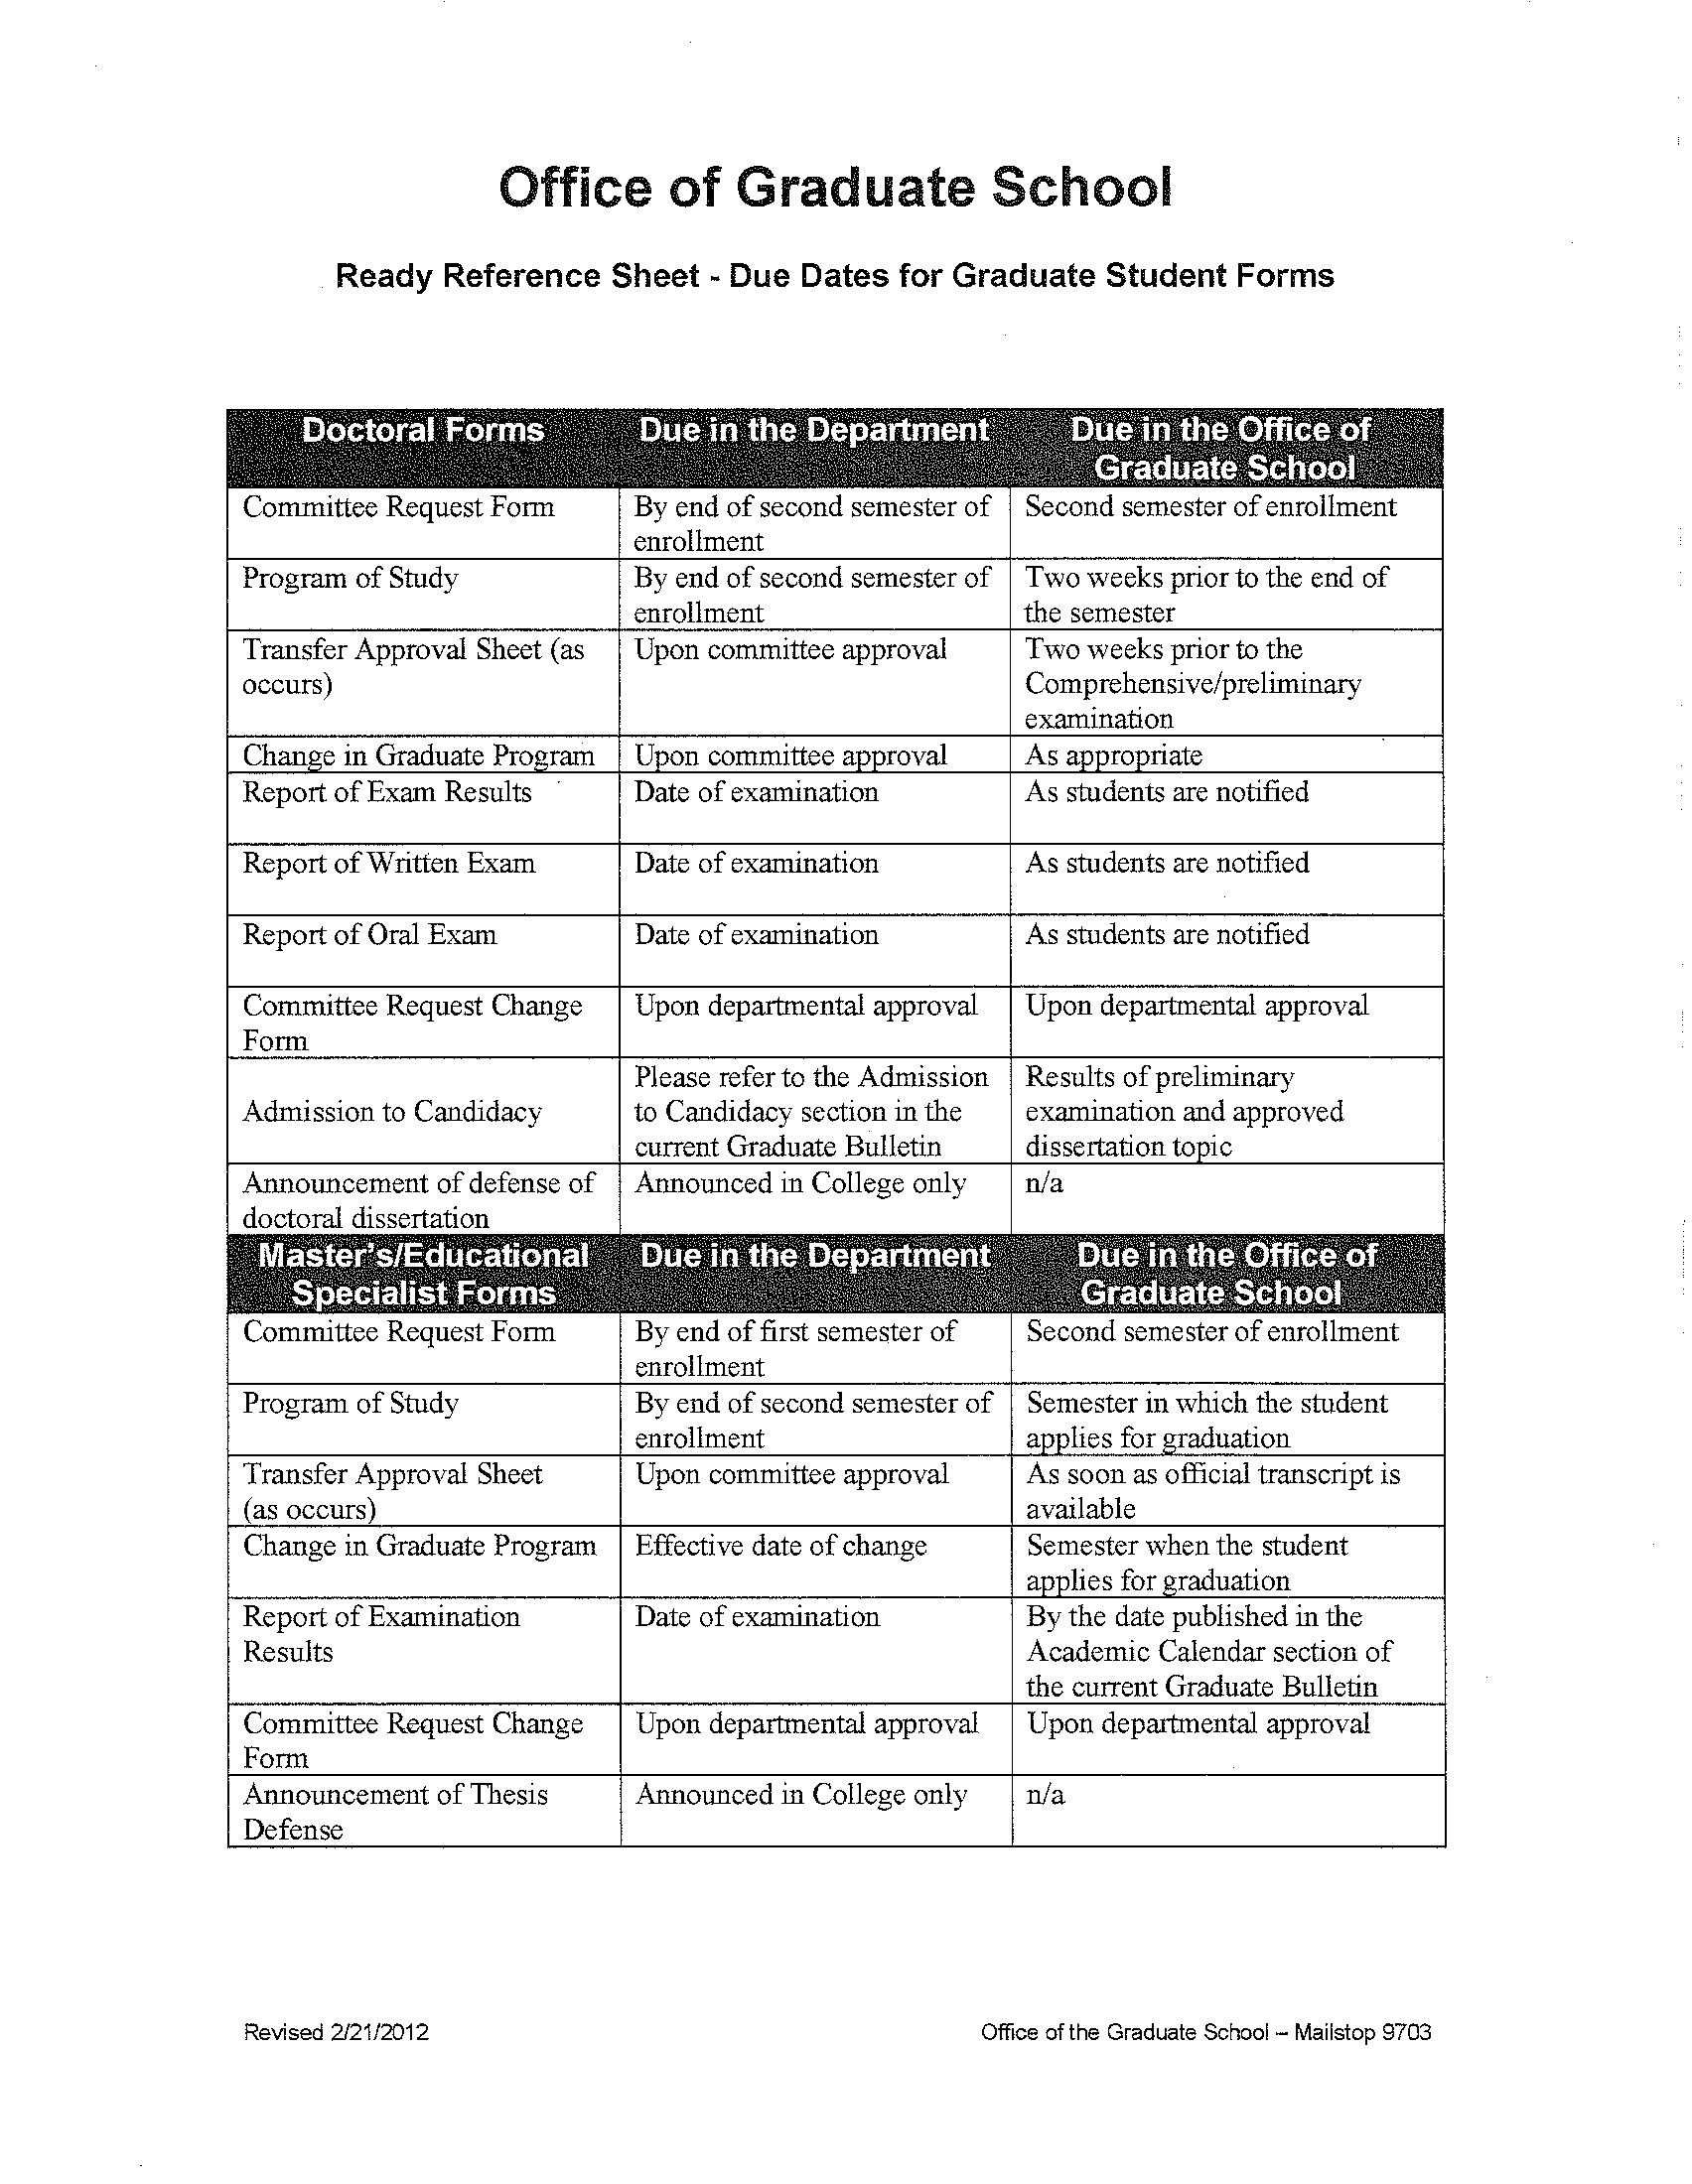 Office of Graduate School
Ready Reference Sheet - Due Dates for Graduate Student Forms
Doctoral Forms Due in the Department Due in the Office of
Graduate School
Committee Request Form By end of second semester of Second semester of enrollment
enrollment
Program of Study By end of second semester of Two weeks prior to the end of
enrollment the semester
Transfer Approval Sheet (as Upon committee approval Two weeks prior to the
occurs) Comprehensive/preliminary
examination
Change in Graduate Program Upon committee approval As appropriate
Report of Exam Results Date of examination As students are notified
Report of Written Exam Date of examination As students are notified
Report of Oral Exam Date of examination As students are notified
Committee Request Change Upon departmental approval Upon departmental approval
Form
Please refer to the Admission Results of preliminary
Admission to Candidacy to Candidacy section in the examination and approved
current Graduate Bulletin dissertation topic
Announcement of defense of Announced in College only n/a
doctoral dissertation
Master's/Educational Due in the Department Due in the Office of
Specialist Forms Graduate School
Committee Request Form By end of first semester of Second semester of enrollment
enrollment
Program of Study By end of second semester of Semester in which the student
enrollment applies for graduation
Transfer Approval Sheet Upon committee approval As soon as official transcript is
(as occurs) available
Change in Graduate Program Effective date of change Semester when the student
applies for graduation
Report of Examination Date of examination By the date published in the
Results Academic Calendar section of
the current Graduate Bulletin
Committee Request Change Upon departmental approval Upon departmental approval
Form
Announcement of Thesis Announced in College only n/a
Defense
Revised 2/21/2012 Office of the Graduate School – Mailstop 9703